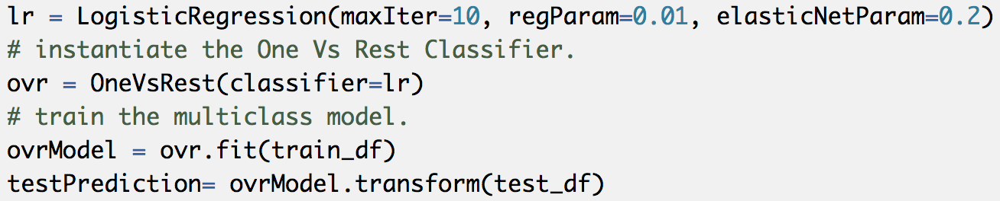 lr = LogisticRegression(maxIter=10, regParam=0.01, elasticNetParam=0.2)
# instantiate the One Vs Rest Classifier.
ovr = OneVsRest(classifier=lr)
# train the multiclass model.
ovrModel = ovr.fit(train_df)
testPrediction= ovrModel.transform(test_df)